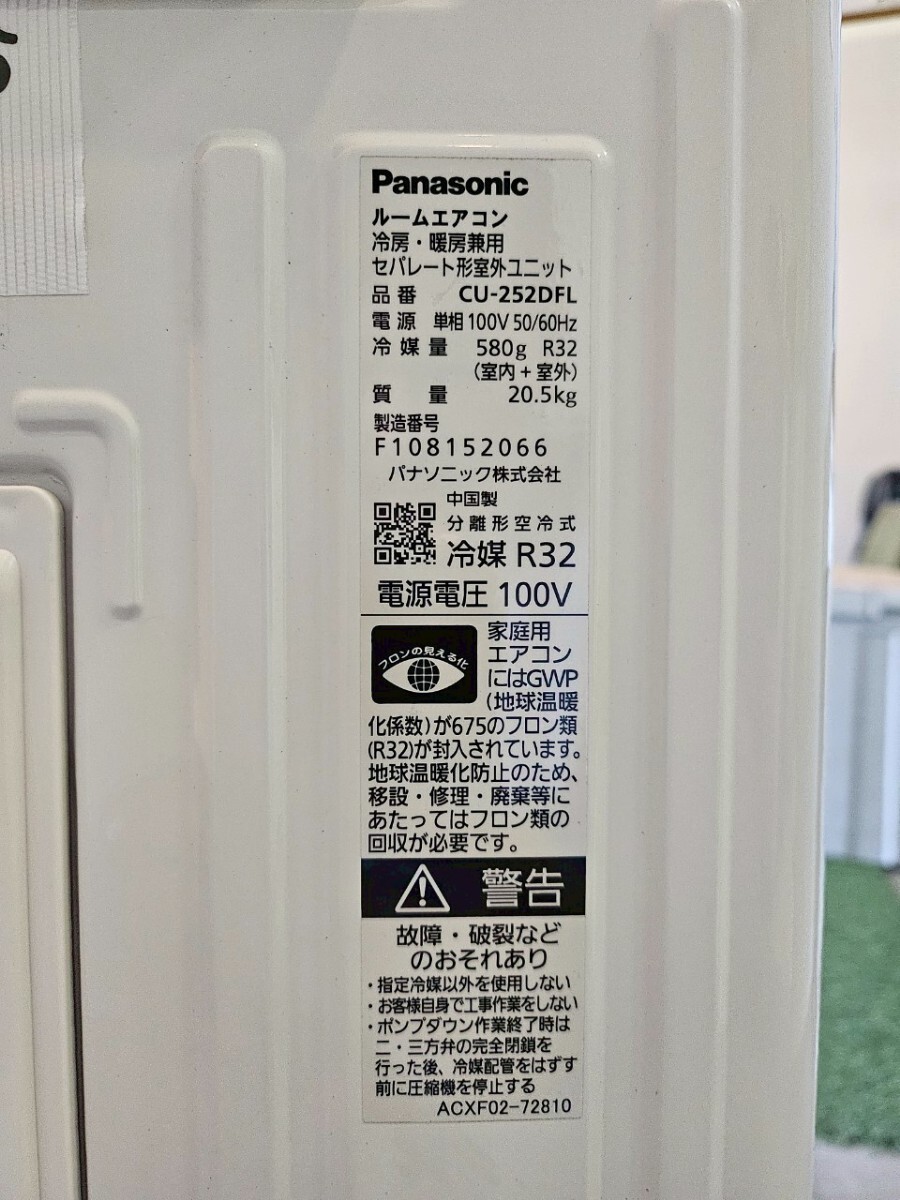 Panasonic
ルームエアコン
冷房・暖房兼用
セパレート形室外ユニット
品番 CU-252DFL
電源 単相100V 50/60Hz
冷媒量 580g R32
(室内+室外)
質量 20.5kg
製造番号
F108152066
パナソニック株式会社
中国製
分離形空冷式
冷媒 R32
電源電圧 100V
フロンの見える化
家庭用
エアコン
にはGWP
(地球温暖
化係数)が675のフロン類
(R32)が封入されています。
地球温暖化防止のため、
移設・修理・廃棄等に
あたってはフロン類の
回収が必要です。
警告
故障・破裂など
のおそれあり
・指定冷媒以外を使用しない
・お客様自身で工事作業をしない
・ポンプダウン作業終了時は
二・三方弁の完全閉鎖を
行った後、冷媒配管をはずす
前に圧縮機を停止する
ACXF02-72810